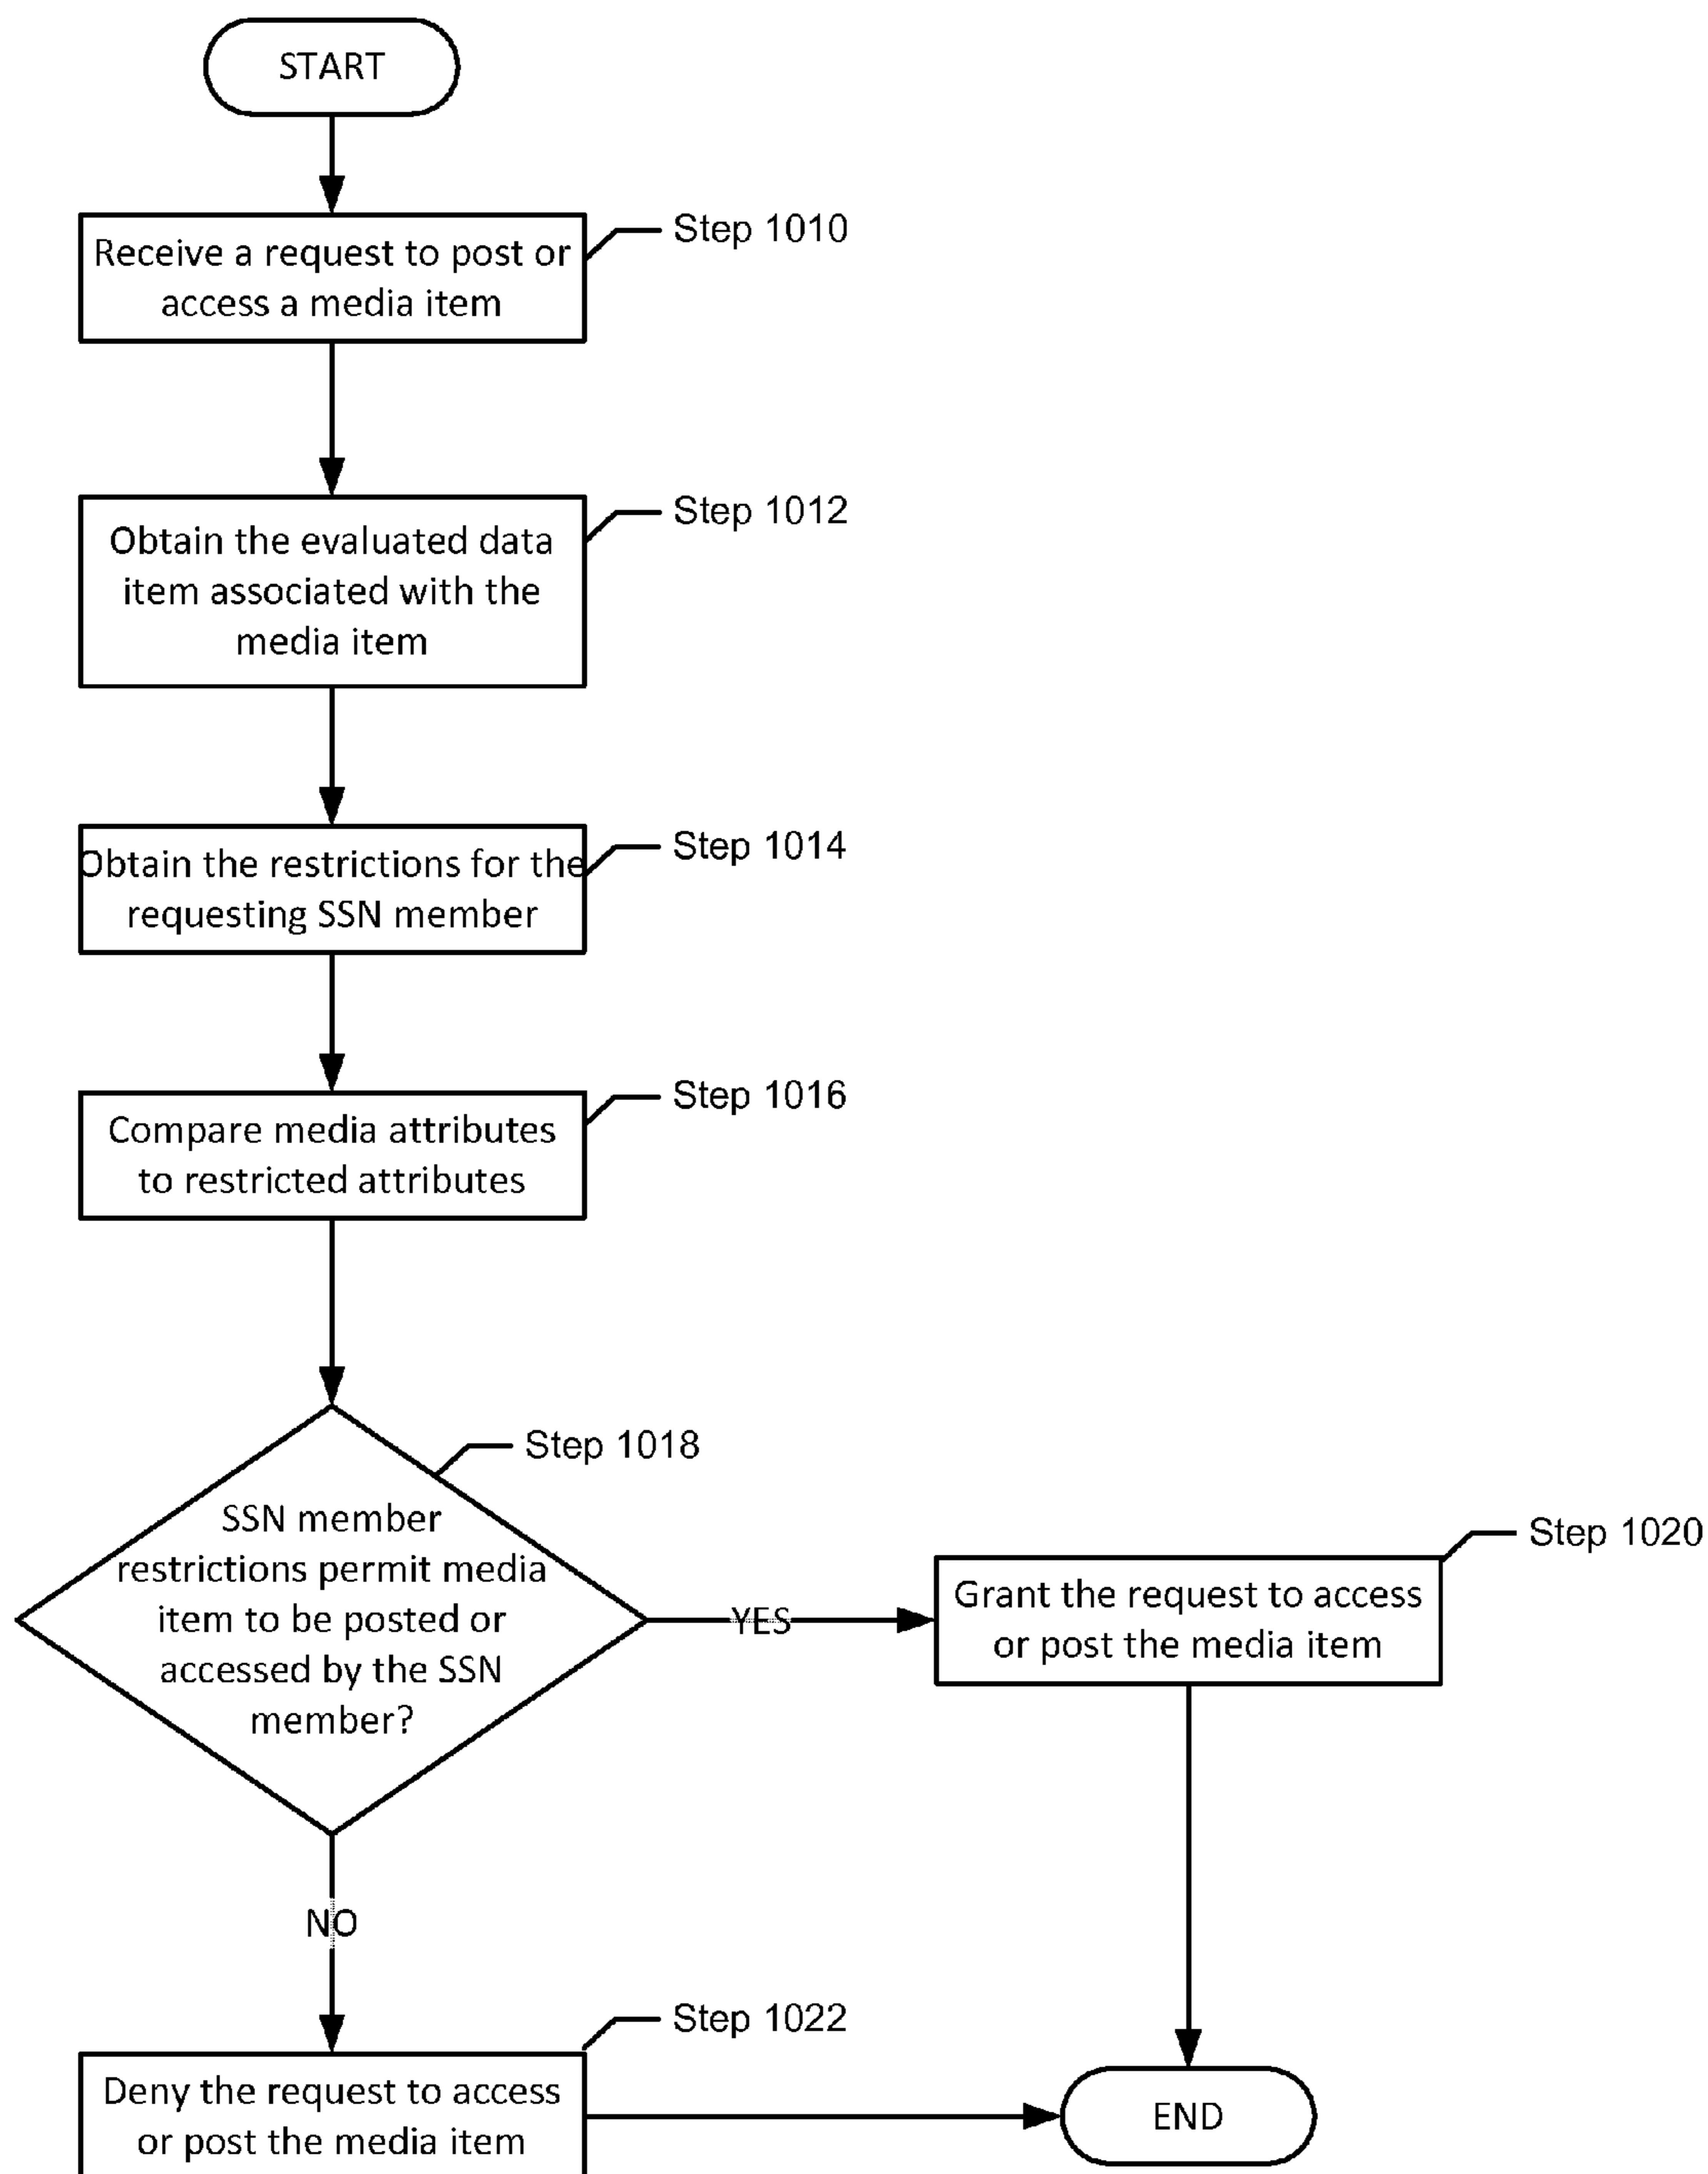 START
Step 1010
Receive a request to post or
access a media item
Step 1012
Obtain the evaluated data
item associated with the
media item
Step 1014
Obtain the restrictions for the
requesting SSN member
Step 1016
Compare media attributes
to restricted attributes
Step 1018
SSN member
restrictions permit media
item to be posted or
accessed by the SSN
member?
YES
Step 1020
Grant the request to access
or post the media item
NO
Step 1022
Deny the request to access
or post the media item
END